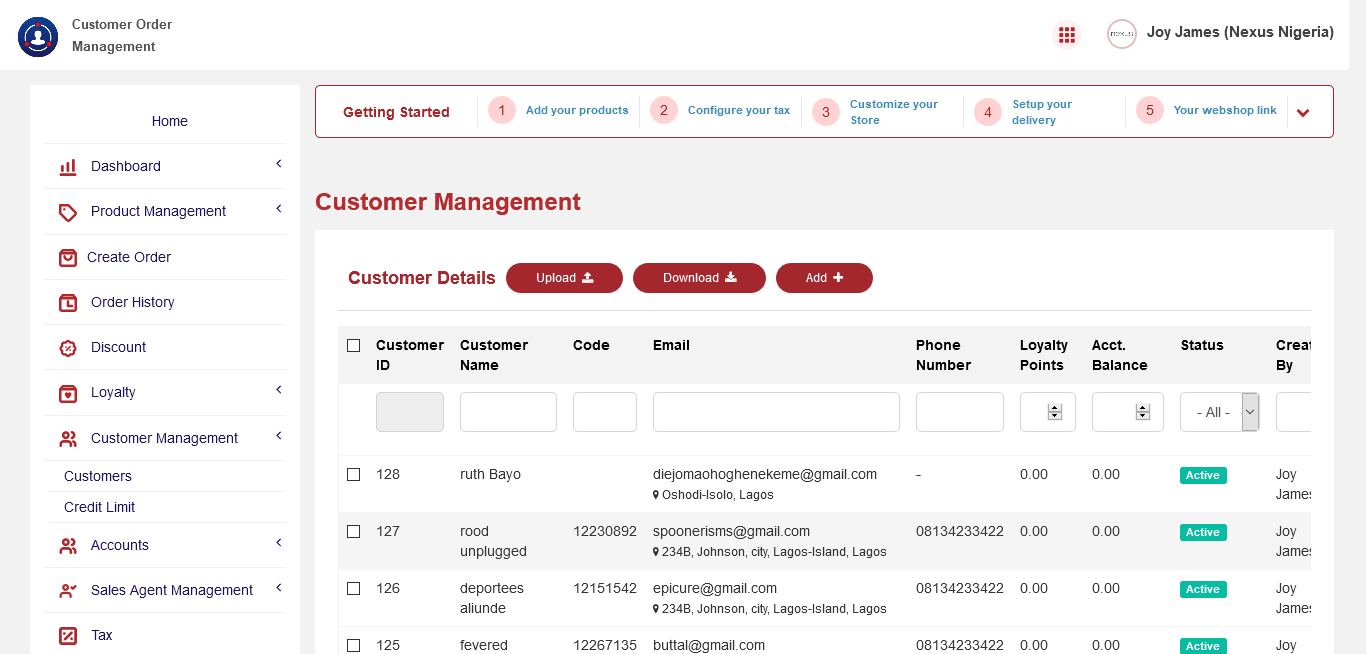 Customer Order
Management
nexus
Joy James (Nexus Nigeria)
Home
Dashboard
Product Management
Create Order
Order History
Discount
Loyalty
Customer Management
Customers
Credit Limit
Accounts
Sales Agent Management
Tax
Getting Started
1 Add your products
2 Configure your tax
3 Customize your
Store
4 Setup your
delivery
5 Your webshop link
Customer Management
Customer Details Upload Download Add
Customer Customer Code Email Phone Loyalty Acct. Status Creat
ID Name Number Points Balance By
- All -
128 ruth Bayo diejomaohoghenekeme@gmail.com - 0.00 0.00 Active Joy
Oshodi-Isolo, Lagos James
127 rood 12230892 spoonerisms@gmail.com 08134233422 0.00 0.00 Active Joy
unplugged 234B, Johnson, city, Lagos-Island, Lagos James
126 deportees 12151542 epicure@gmail.com 08134233422 0.00 0.00 Active Joy
aliunde 234B, Johnson, city, Lagos-Island, Lagos James
125 fevered 12267135 buttal@gmail.com 08134233422 0.00 0.00 Active Joy